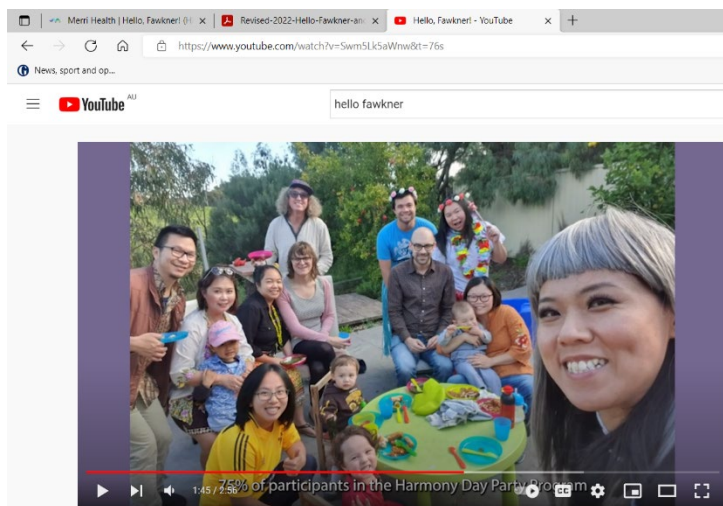 Merri Health | Hello, Fawkner! (H
Revised-2022-Hello-Fawkner-and
Hello, Fawkner! - YouTube
https://www.youtube.com/watch?v=Swm5Lk5aWnw&t=76s
News, sport and op...
YouTube AU
hello fawkner
75% of participants in the Harmony Day Party Program
1:45 / 2:56
CC